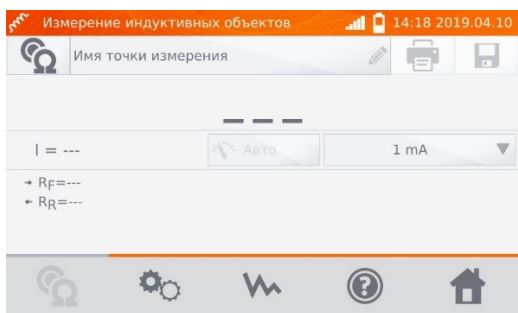 Измерение индуктивных объектов 14:18 2019.04.10
Имя точки измерения
---
I = --- Авто 1 mA
→ RF=---
← RR=---